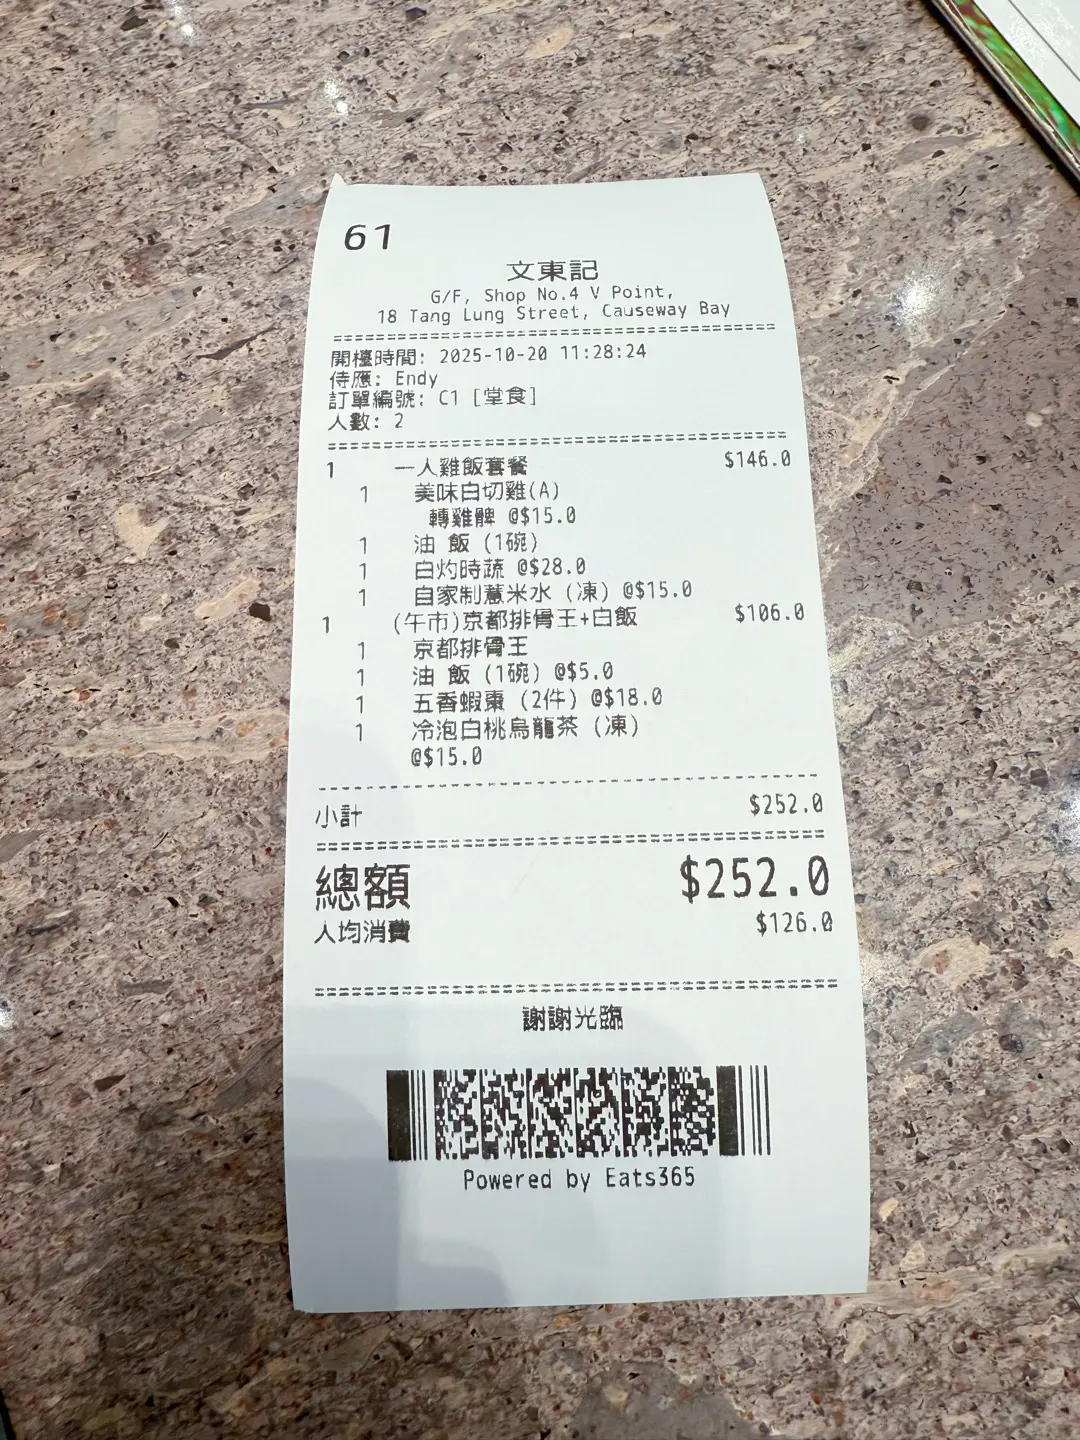 61
文東記
G/F, Shop No.4 V Point,
18 Tang Lung Street, Causeway Bay
開檯時間: 2025-10-20 11:28:24
侍應: Endy
訂單編號: C1 [堂食]
人數: 2
1 一人雞飯套餐 $146.0
1 美味白切雞(A)
轉雞髀 @$15.0
1 油 飯 (1碗)
1 白灼時蔬 @$28.0
1 自家制薏米水 (凍) @$15.0
1 (午市)京都排骨王+白飯 $106.0
1 京都排骨王
1 油 飯 (1碗) @$5.0
1 五香蝦棗 (2件) @$18.0
1 冷泡白桃烏龍茶 (凍)
@$15.0
小計 $252.0
總額 $252.0
人均消費 $126.0
謝謝光臨
Powered by Eats365